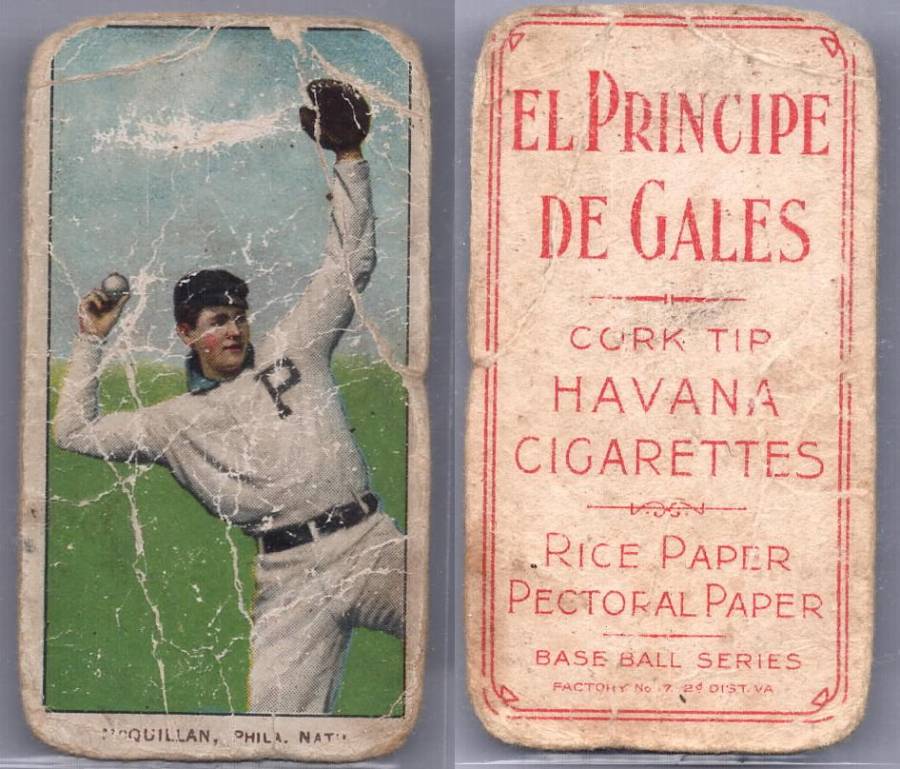 P
McQUILLAN, PHILA. NAT'L
EL PRINCIPE
DE GALES
CORK TIP
HAVANA
CIGARETTES
RICE PAPER
PECTORAL PAPER
BASE BALL SERIES
FACTORY No 7. 2d DIST. VA